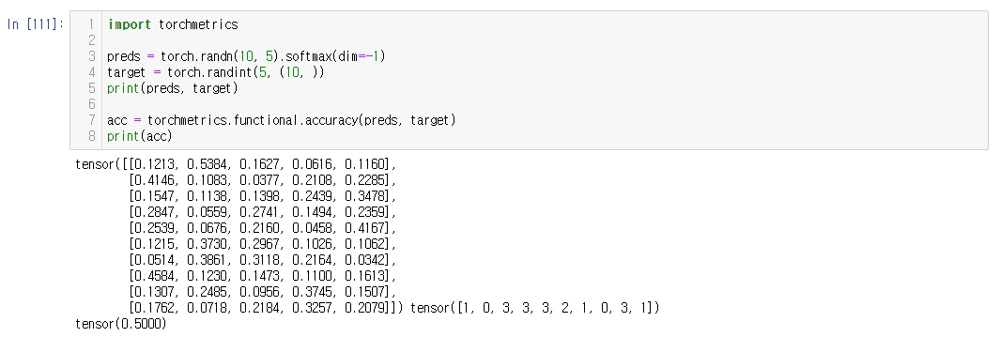 In [111]:
1 import torchmetrics
2
3 preds = torch.randn(10, 5).softmax(dim=-1)
4 target = torch.randint(5, (10, ))
5 print(preds, target)
6
7 acc = torchmetrics.functional.accuracy(preds, target)
8 print(acc)
tensor([[0.1213, 0.5384, 0.1627, 0.0616, 0.1160],
[0.4146, 0.1083, 0.0377, 0.2108, 0.2285],
[0.1547, 0.1138, 0.1398, 0.2439, 0.3478],
[0.2847, 0.0559, 0.2741, 0.1494, 0.2359],
[0.2539, 0.0676, 0.2160, 0.0458, 0.4167],
[0.1215, 0.3730, 0.2967, 0.1026, 0.1062],
[0.0514, 0.3861, 0.3118, 0.2164, 0.0342],
[0.4584, 0.1230, 0.1473, 0.1100, 0.1613],
[0.1307, 0.2485, 0.0956, 0.3745, 0.1507],
[0.1762, 0.0718, 0.2184, 0.3257, 0.2079]]) tensor([1, 0, 3, 3, 3, 2, 1, 0, 3, 1])
tensor(0.5000)